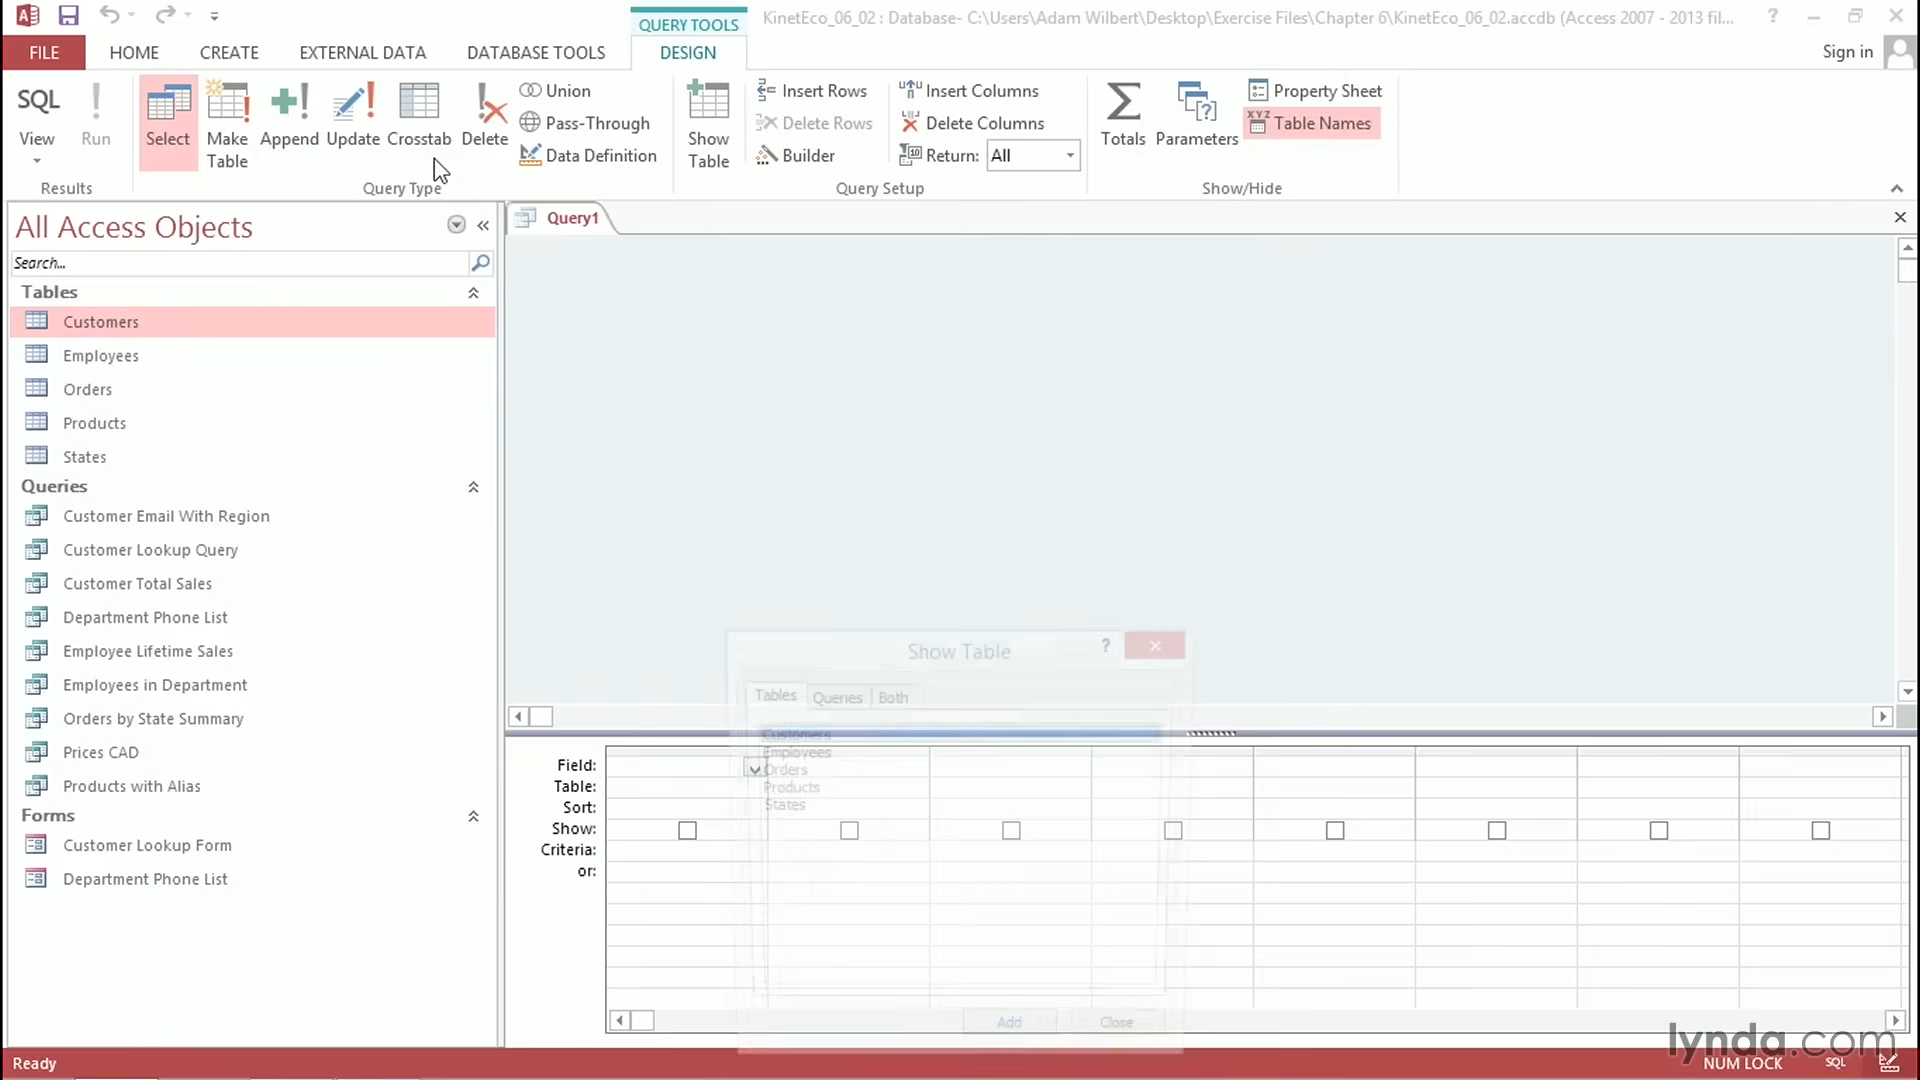 QUERY TOOLS
KinetEco_06_02 : Database- C:\Users\Adam Wilbert\Desktop\Exercise Files\Chapter 6\KinetEco_06_02.accdb (Access 2007 - 2013 fil...
?
FILE
HOME
CREATE
EXTERNAL DATA
DATABASE TOOLS
DESIGN
Sign in
SQL
View
Run
Select
Make
Table
Append
Update
Crosstab
Delete
Union
Pass-Through
Data Definition
Show
Table
Insert Rows
Delete Rows
Builder
Insert Columns
Delete Columns
Return: All
Totals
Parameters
Property Sheet
Table Names
Results
Query Type
Query Setup
Show/Hide
All Access Objects
Search...
Tables
Customers
Employees
Orders
Products
States
Queries
Customer Email With Region
Customer Lookup Query
Customer Total Sales
Department Phone List
Employee Lifetime Sales
Employees in Department
Orders by State Summary
Prices CAD
Products with Alias
Forms
Customer Lookup Form
Department Phone List
Query1
Show Table
?
Tables
Queries
Both
Customers
Employees
Orders
Products
States
Add
Close
Field:
Table:
Sort:
Show:
Criteria:
or:
lynda.com
Ready
NUM LOCK
SQL